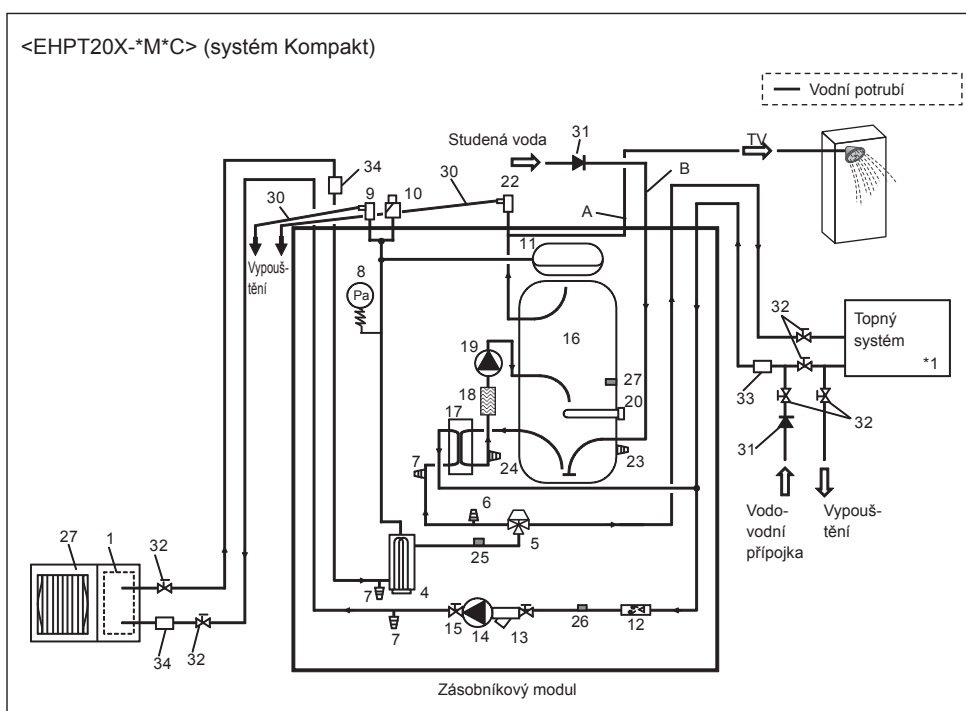 <EHPT20X-*M*C> (systém Kompakt)
Vodní potrubí
Studená voda
31
TV
34
B
30
9
10
30
22
A
Vypouš-
tění
11
8
Pa
32
16
Topný
systém
*1
19
27
18
20
33
32
17
31
7
24
23
6
Vodo-
vodní
přípojka
Vypouš-
tění
5
25
27
1
32
4
7
7
15
14
13
26
12
34
32
Zásobníkový modul